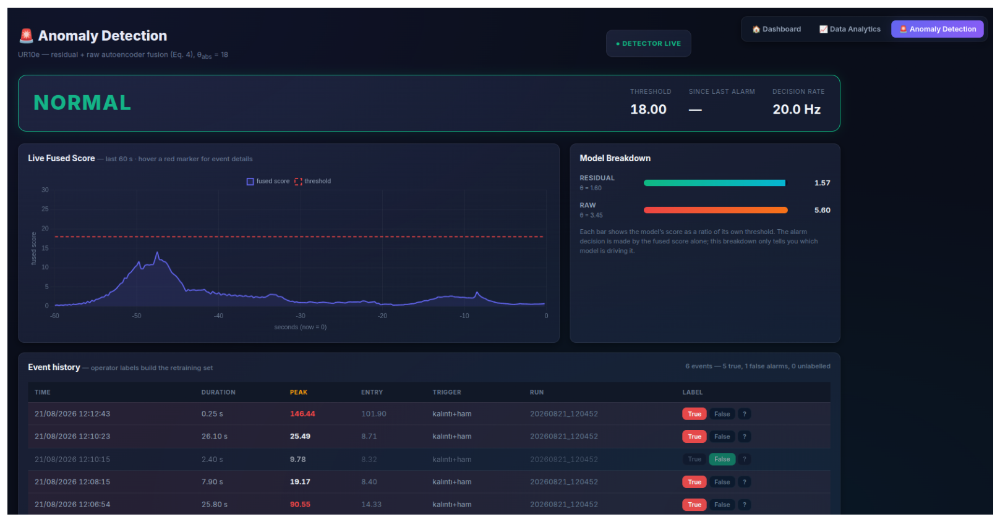 🚨 Anomaly Detection
UR10e — residual + raw autoencoder fusion (Eq. 4), θabs = 18
● DETECTOR LIVE
🏠 Dashboard
📈 Data Analytics
🚨 Anomaly Detection
NORMAL
THRESHOLD
18.00
SINCE LAST ALARM
—
DECISION RATE
20.0 Hz
Live Fused Score — last 60 s · hover a red marker for event details
fused score
threshold
30
25
20
15
10
5
0
fused score
-60
-50
-40
-30
-20
-10
0
seconds (now = 0)
Model Breakdown
RESIDUAL
θ = 1.60
1.57
RAW
θ = 3.45
5.60
Each bar shows the model's score as a ratio of its own threshold. The alarm
decision is made by the fused score alone; this breakdown only tells you which
model is driving it.
Event history — operator labels build the retraining set
6 events — 5 true, 1 false alarms, 0 unlabelled
TIME DURATION PEAK ENTRY TRIGGER RUN LABEL
21/08/2026 12:12:43 0.25 s 146.44 101.90 kalıntı+ham 20260821_120452 True False ?
21/08/2026 12:10:23 26.10 s 25.49 8.71 kalıntı+ham 20260821_120452 True False ?
21/08/2026 12:10:15 2.40 s 9.78 8.32 kalıntı+ham 20260821_120452 True False ?
21/08/2026 12:08:15 7.90 s 19.17 8.40 kalıntı+ham 20260821_120452 True False ?
21/08/2026 12:06:54 25.80 s 90.55 14.33 kalıntı+ham 20260821_120452 True False ?